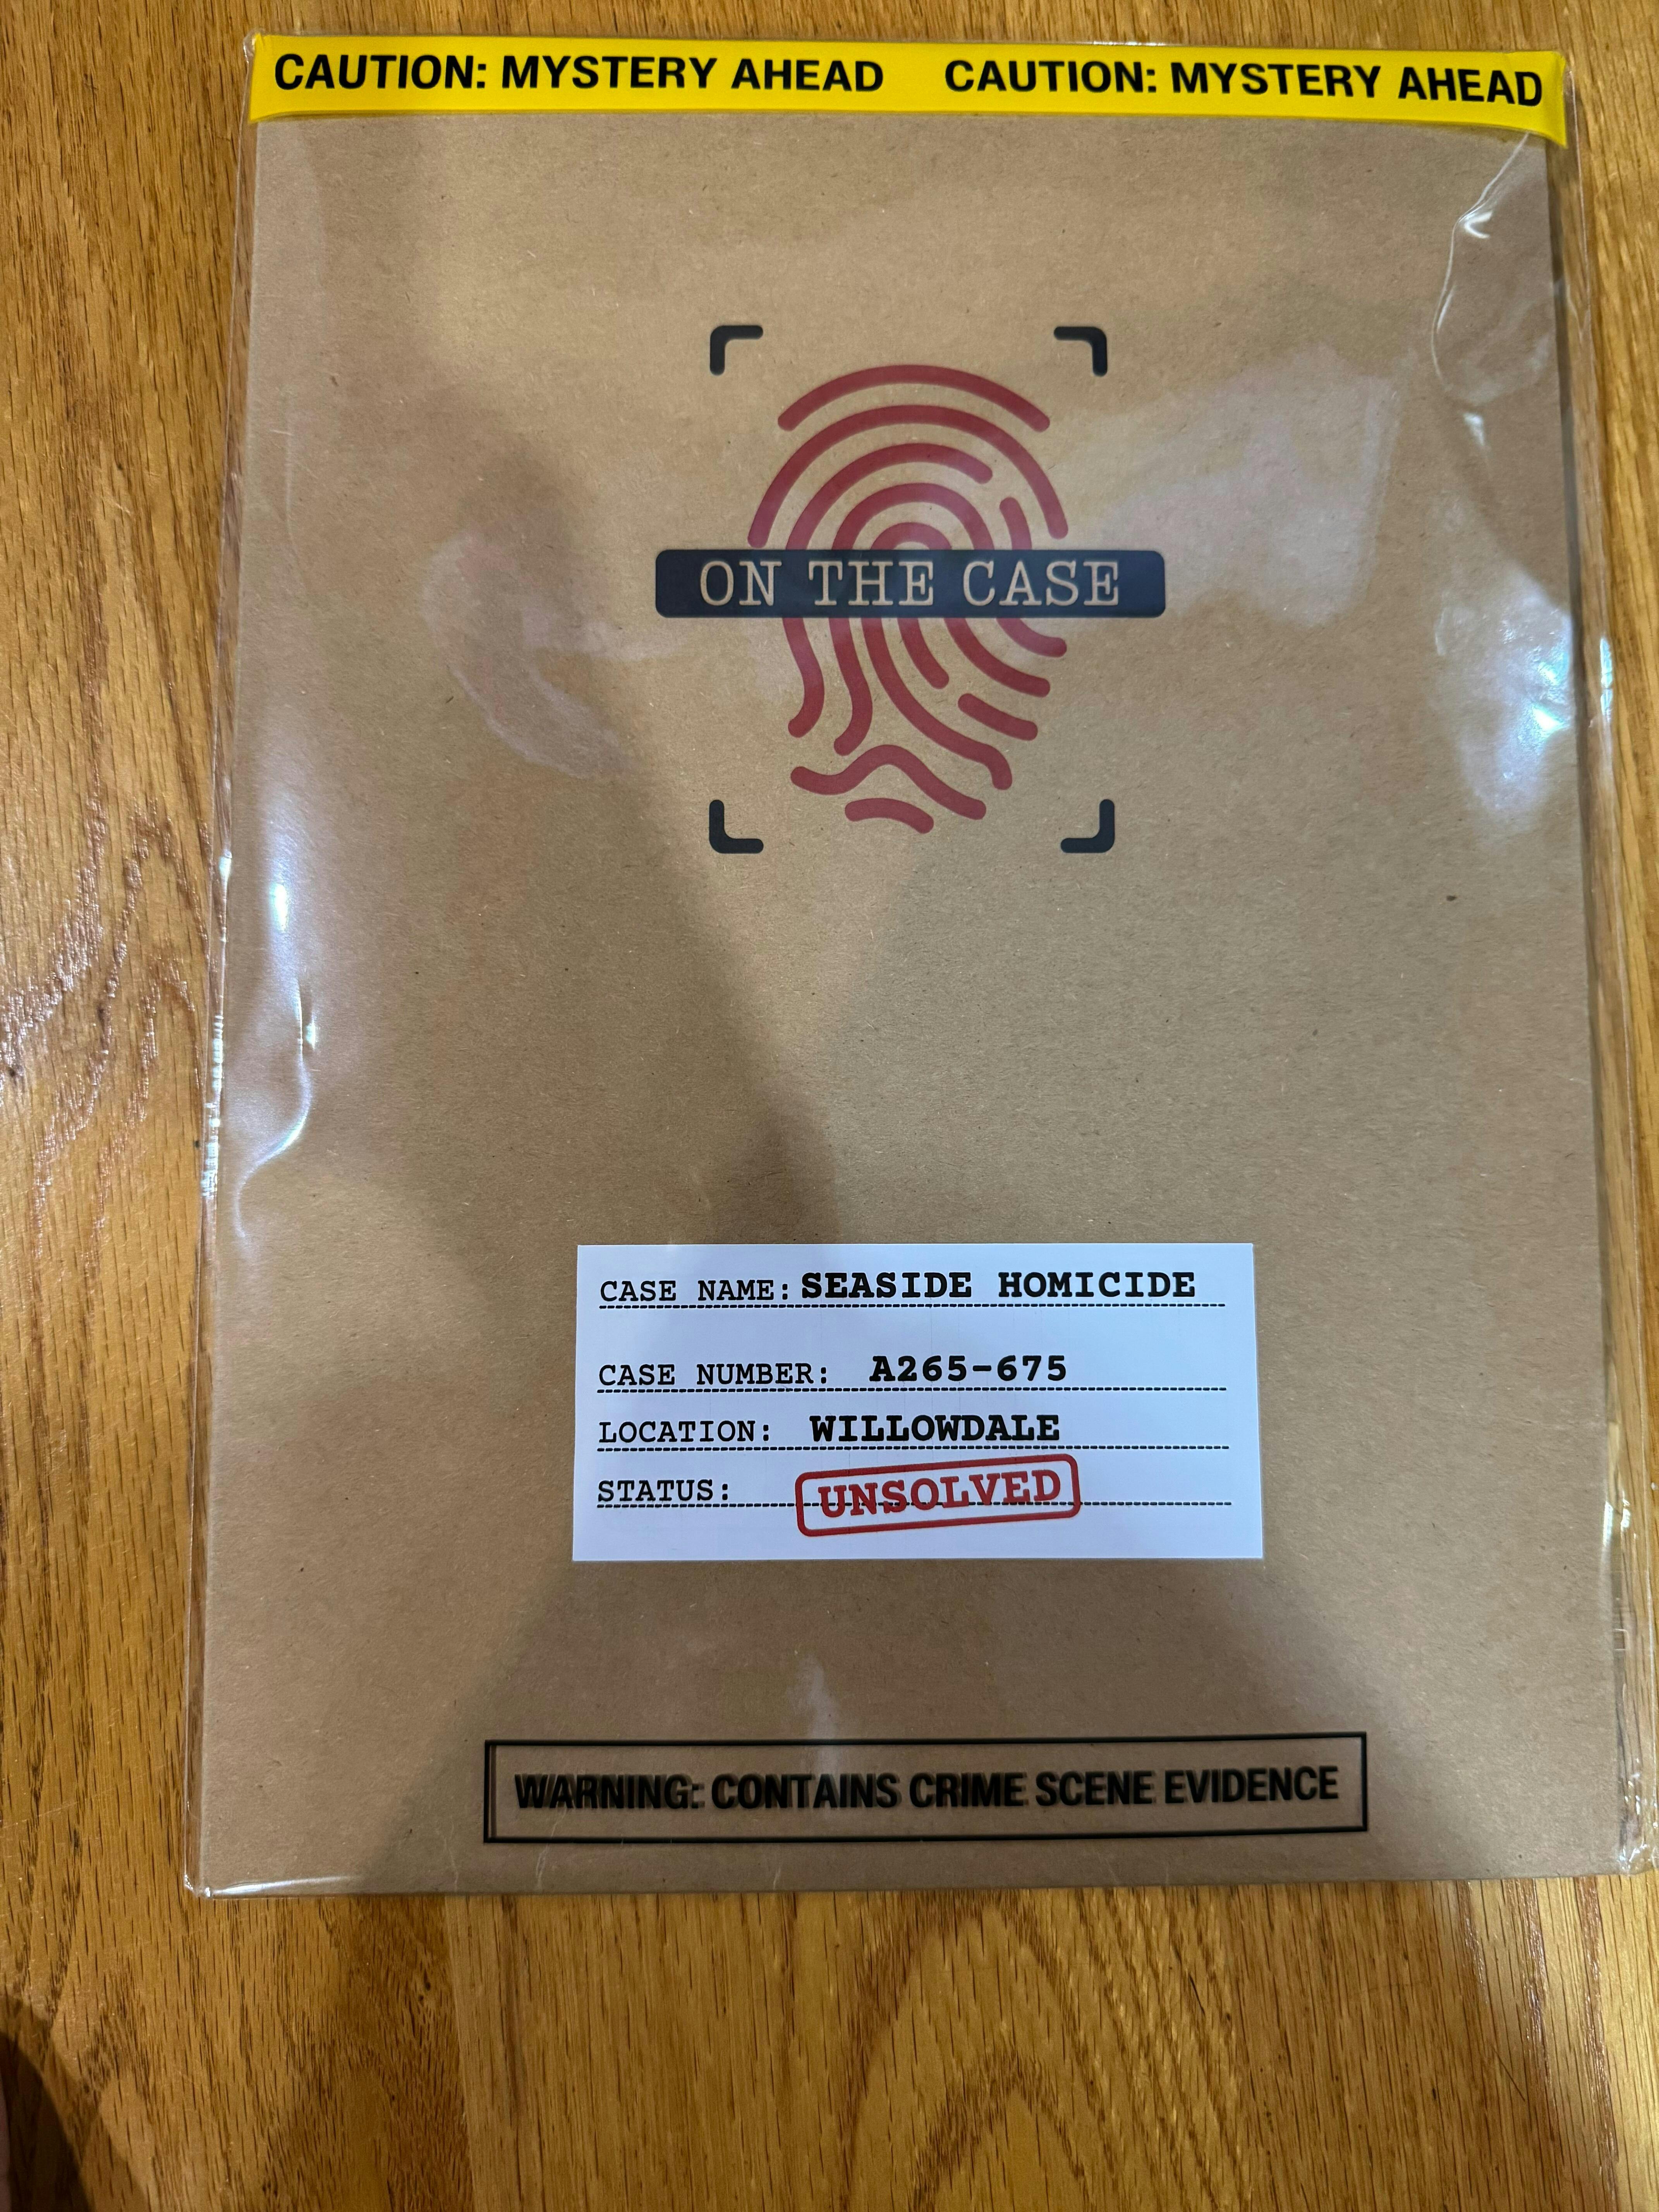 CAUTION: MYSTERY AHEAD CAUTION: MYSTERY AHEAD
ON THE CASE
CASE NAME: SEASIDE HOMICIDE
CASE NUMBER: A265-675
LOCATION: WILLOWDALE
STATUS: UNSOLVED
WARNING: CONTAINS CRIME SCENE EVIDENCE